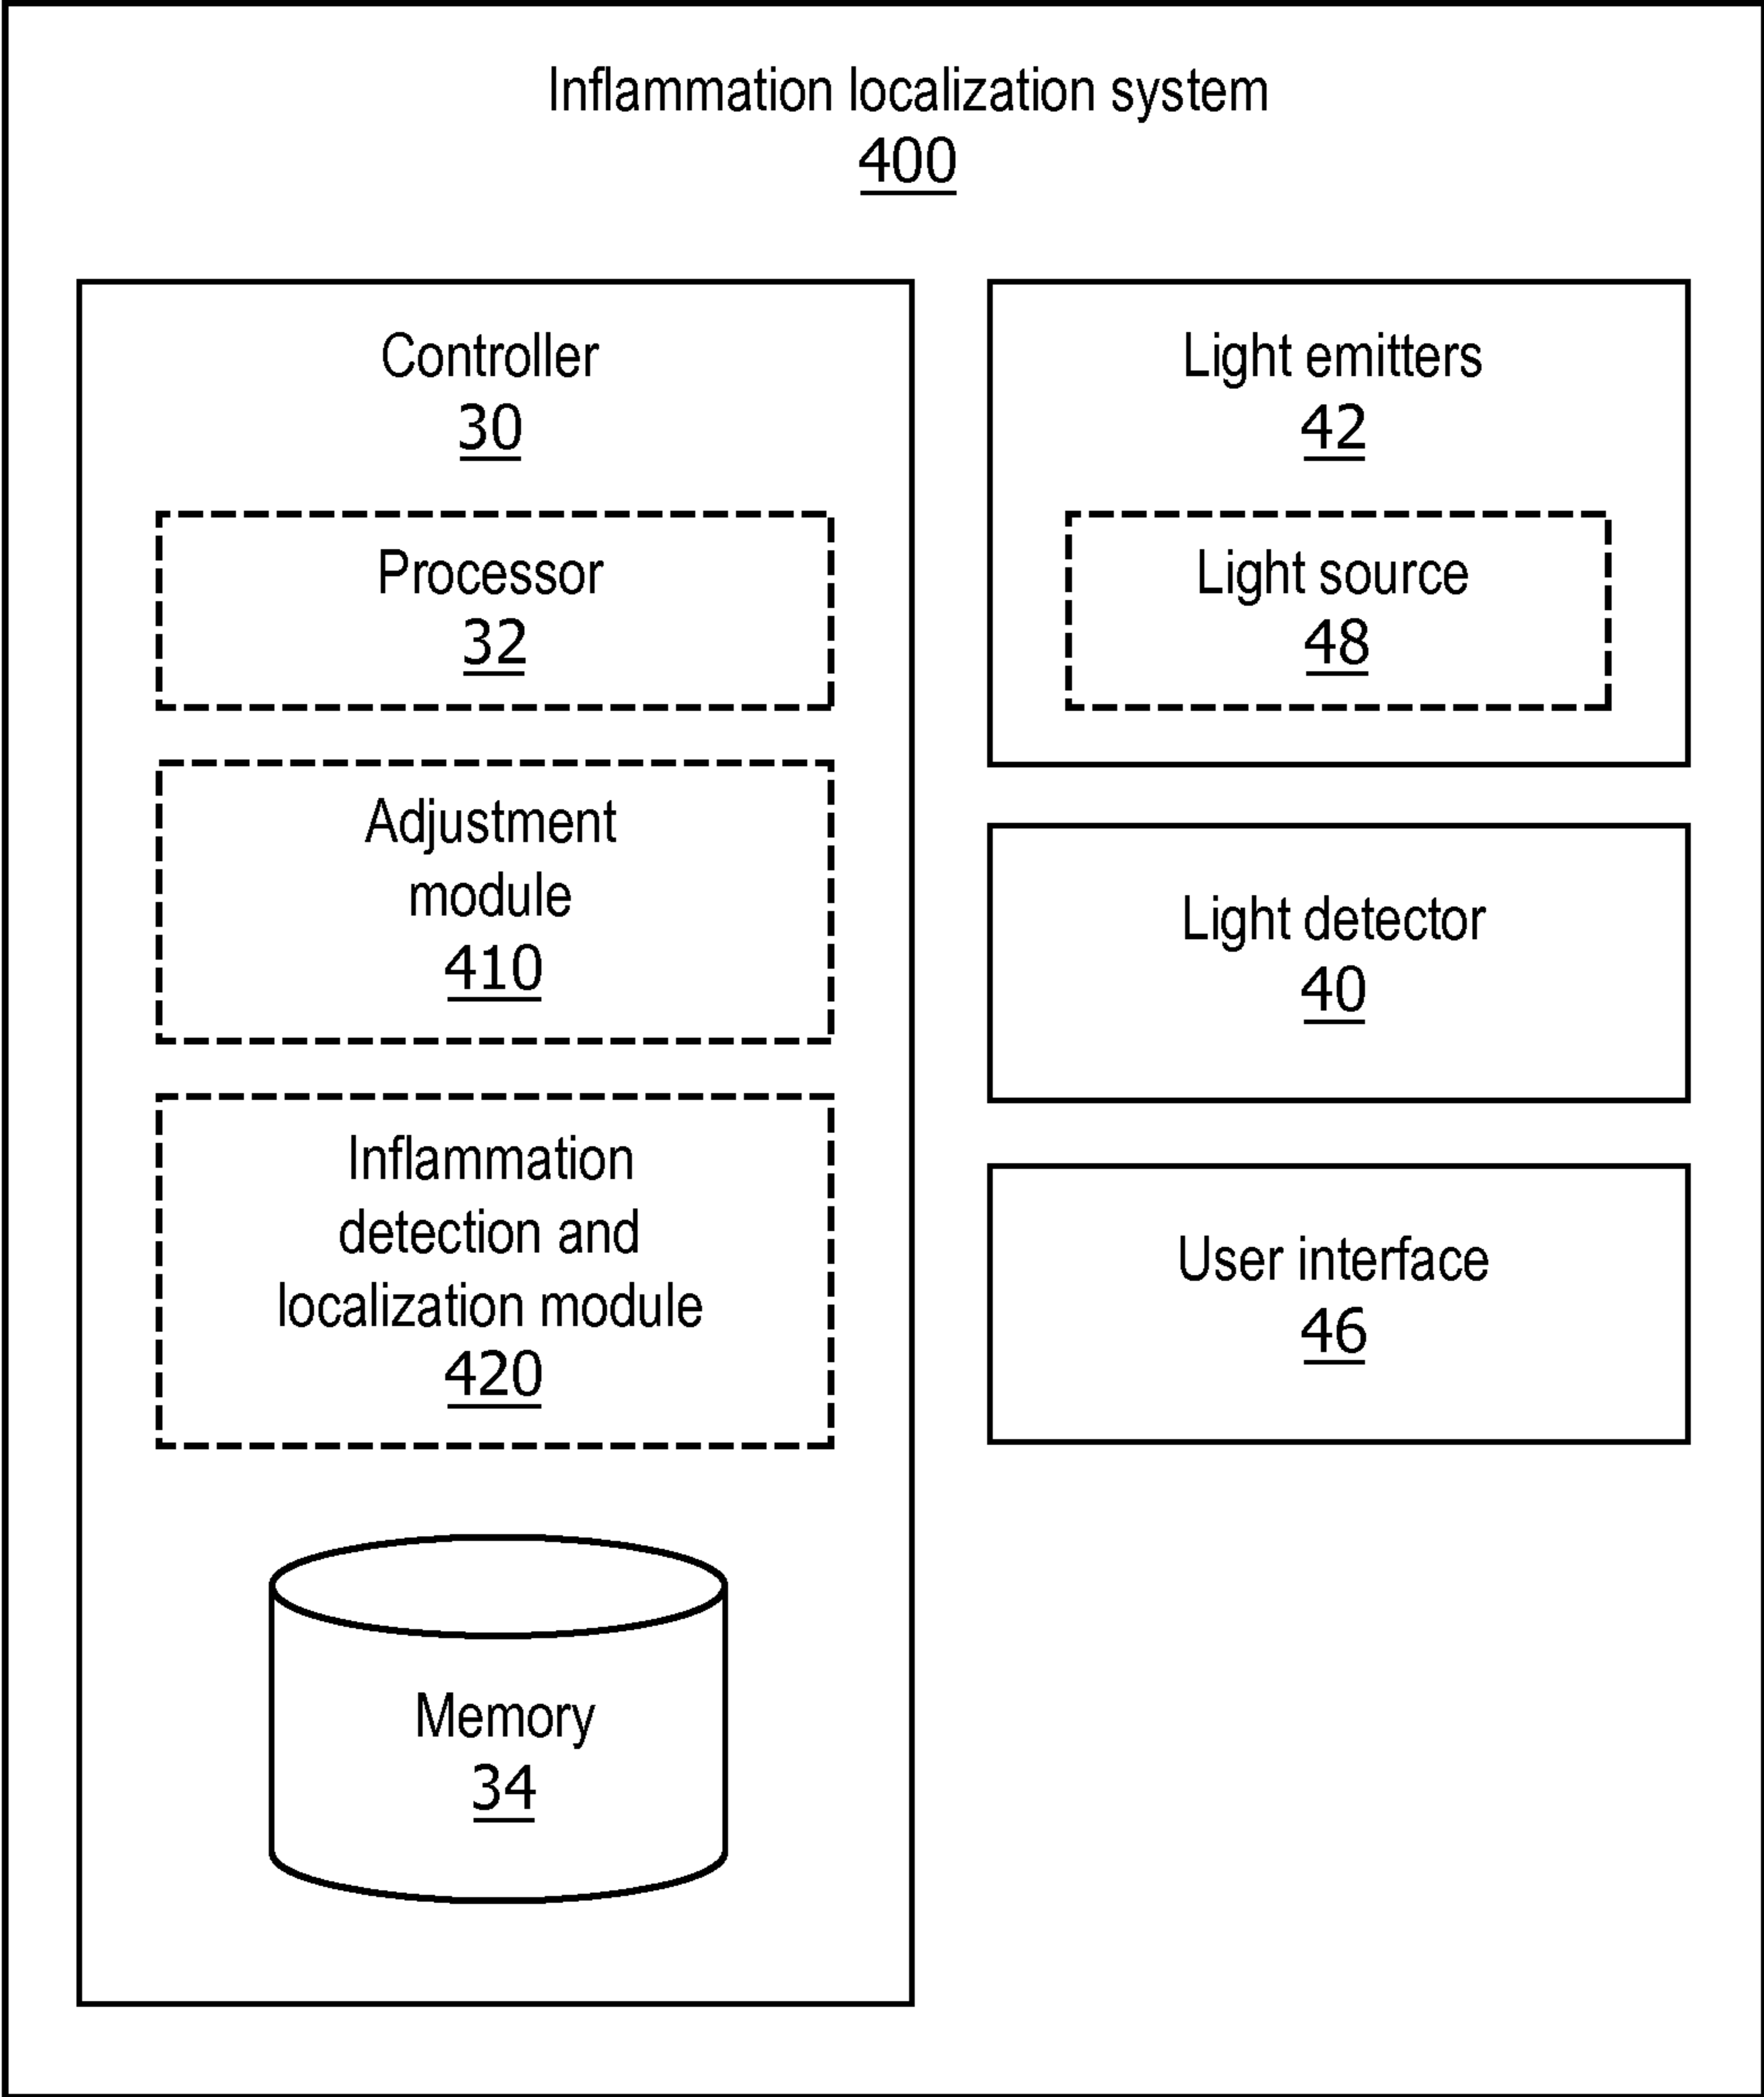 Inflammation localization system
400
Controller
30
Processor
32
Adjustment
module
410
Inflammation
detection and
localization module
420
Memory
34
Light emitters
42
Light source
48
Light detector
40
User interface
46